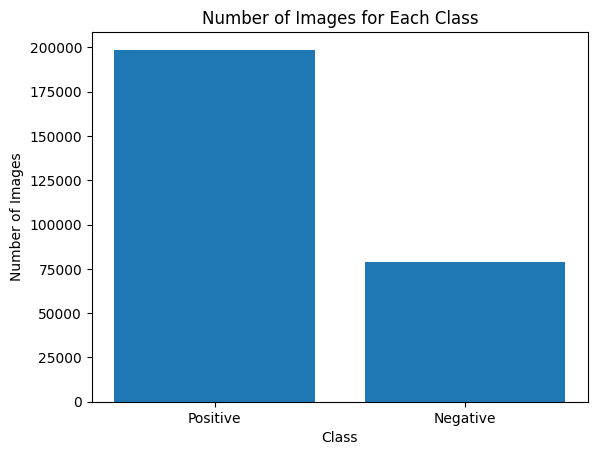 Number of Images for Each Class
Number of Images
200000
175000
150000
125000
100000
75000
50000
25000
0
Positive
Negative
Class